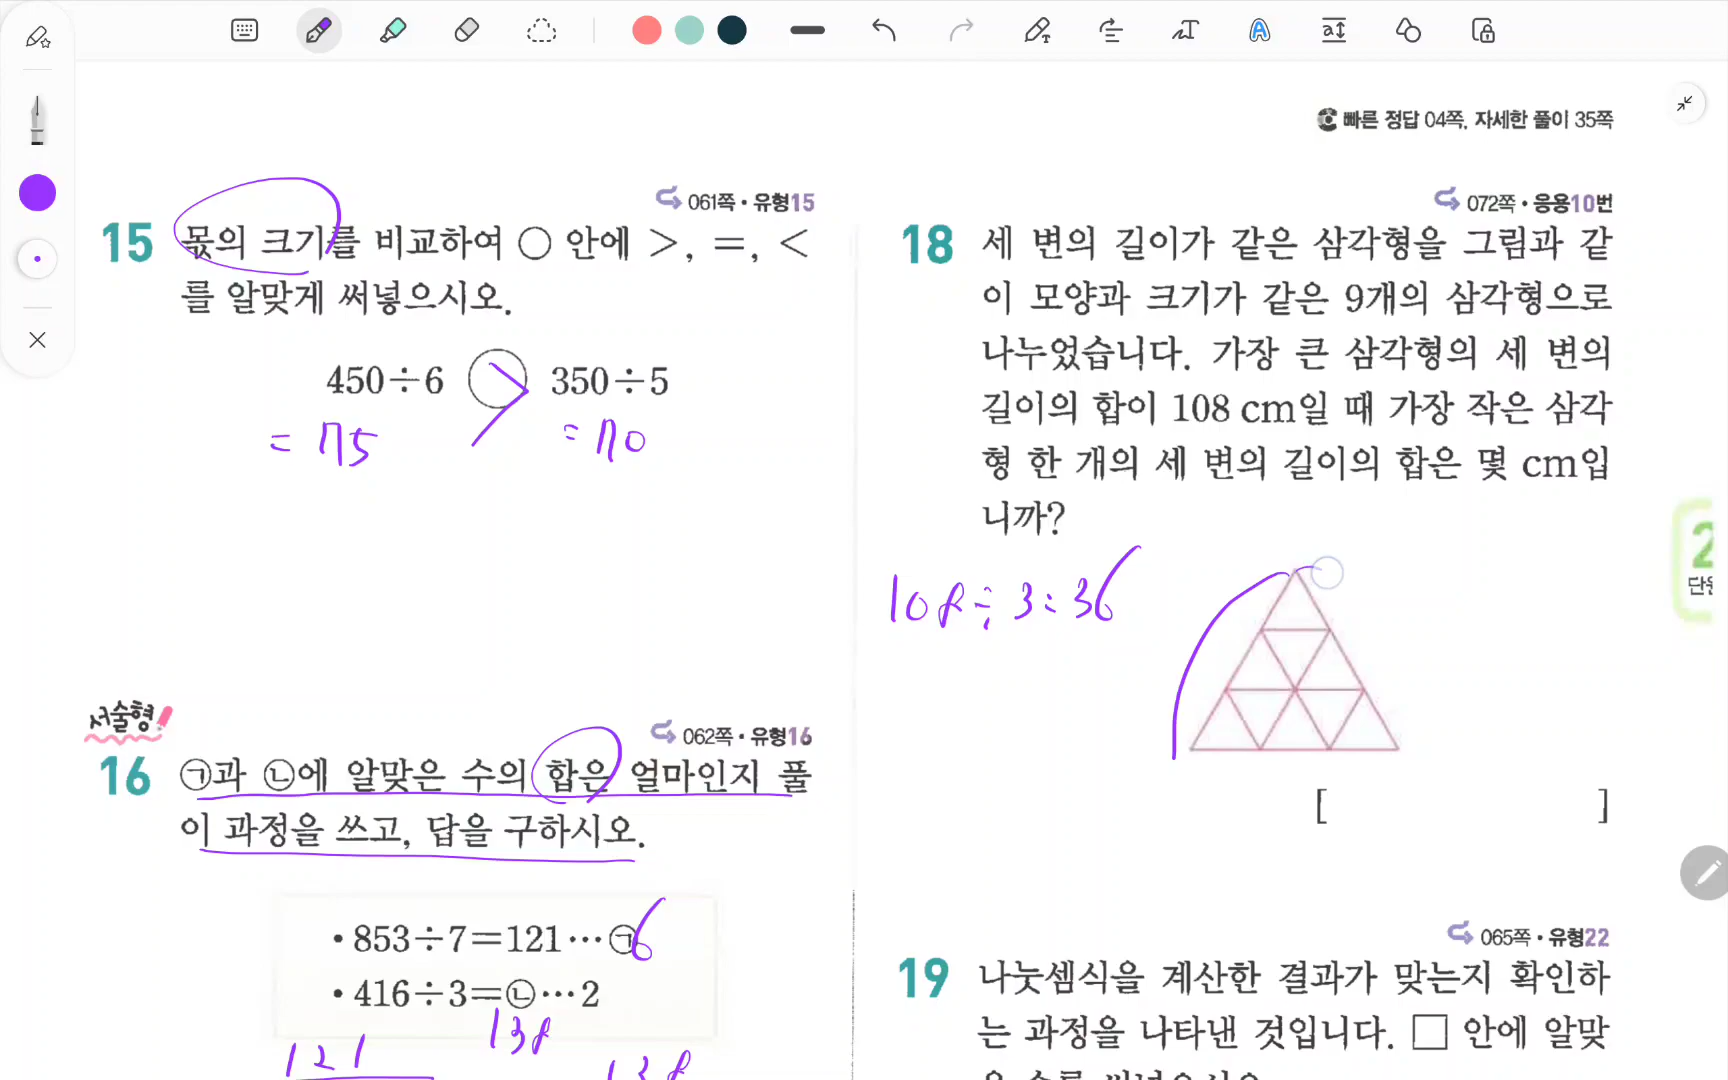 빠른 정답 04쪽, 자세한 풀이 35쪽
061쪽·유형15
15 몫의 크기를 비교하여 ○ 안에 >, =, <
를 알맞게 써넣으시오.
450÷6 > 350÷5
= 75 = 70
서술형!
062쪽·유형16
16 ㉠과 ㉡에 알맞은 수의 합은 얼마인지 풀
이 과정을 쓰고, 답을 구하시오.
·853÷7=121…㉠ 6
·416÷3=㉡…2
138
121 138
072쪽·응용10번
18 세 변의 길이가 같은 삼각형을 그림과 같
이 모양과 크기가 같은 9개의 삼각형으로
나누었습니다. 가장 큰 삼각형의 세 변의
길이의 합이 108 cm일 때 가장 작은 삼각
형 한 개의 세 변의 길이의 합은 몇 cm입
니까?
108÷3=36
[ ]
2
065쪽·유형22
19 나눗셈식을 계산한 결과가 맞는지 확인하
는 과정을 나타낸 것입니다. □ 안에 알맞